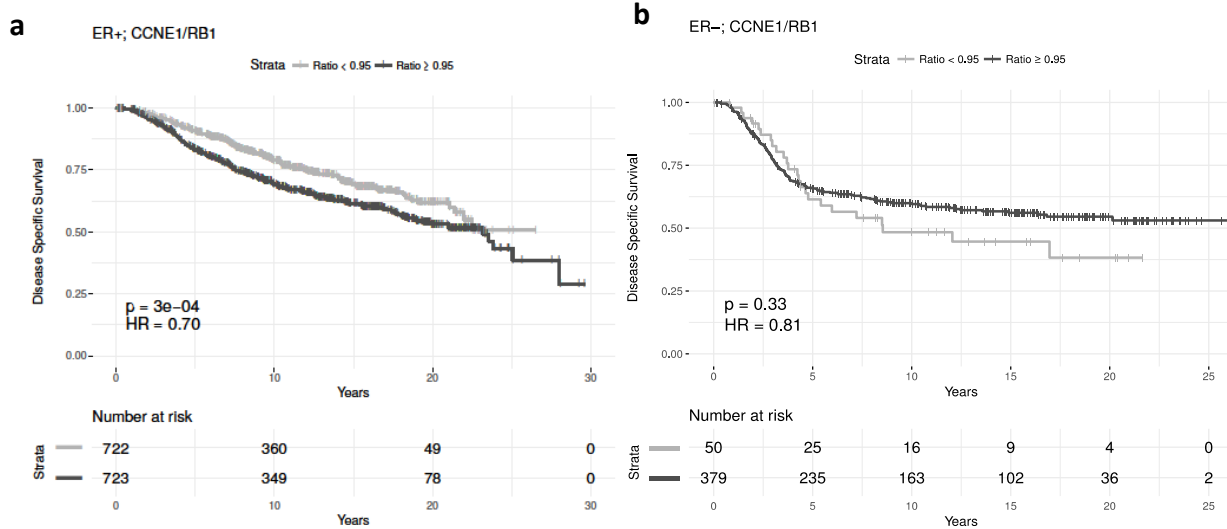 a
ER+; CCNE1/RB1
Strata Ratio < 0.95 Ratio ≥ 0.95
Disease Specific Survival
1.00
0.75
0.50
0.25
0.00
p = 3e−04
HR = 0.70
0 10 20 30
Years
Number at risk
Strata
722 360 49 0
723 349 78 0
0 10 20 30
Years
b
ER−; CCNE1/RB1
Strata Ratio < 0.95 Ratio ≥ 0.95
Disease Specific Survival
1.00
0.75
0.50
0.25
0.00
p = 0.33
HR = 0.81
0 5 10 15 20 25
Years
Number at risk
Strata
50 25 16 9 4 0
379 235 163 102 36 2
0 5 10 15 20 25
Years